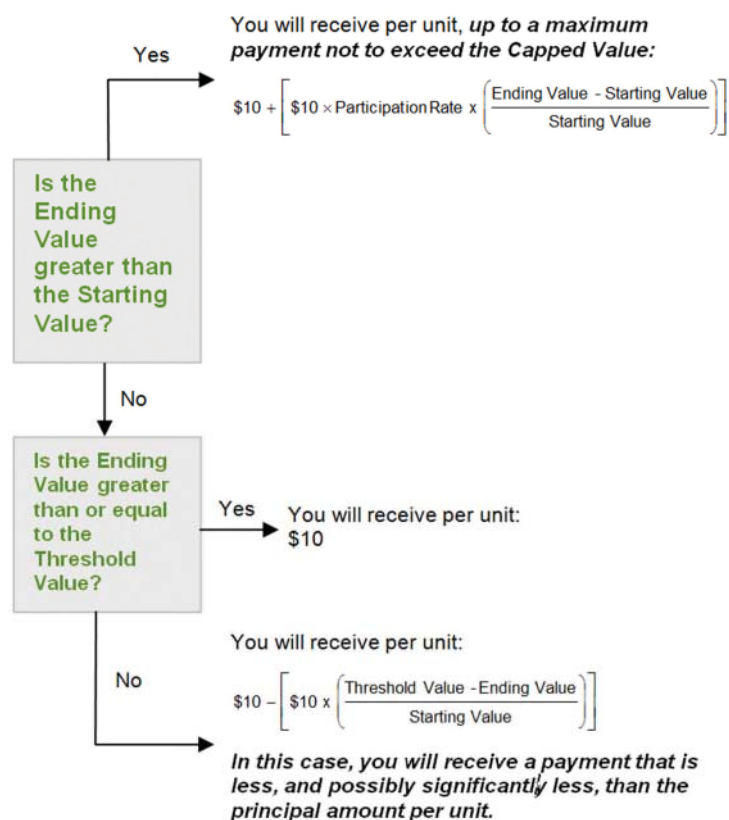 You will receive per unit, up to a maximum
payment not to exceed the Capped Value:
Yes
$10 + [ $10 × Participation Rate x ( Ending Value - Starting Value / Starting Value ) ]
Is the
Ending
Value
greater than
the Starting
Value?
No
Is the Ending
Value greater
than or equal
to the
Threshold
Value?
Yes
You will receive per unit:
$10
No
You will receive per unit:
$10 – [ $10 x ( Threshold Value - Ending Value / Starting Value ) ]
In this case, you will receive a payment that is
less, and possibly significantly less, than the
principal amount per unit.